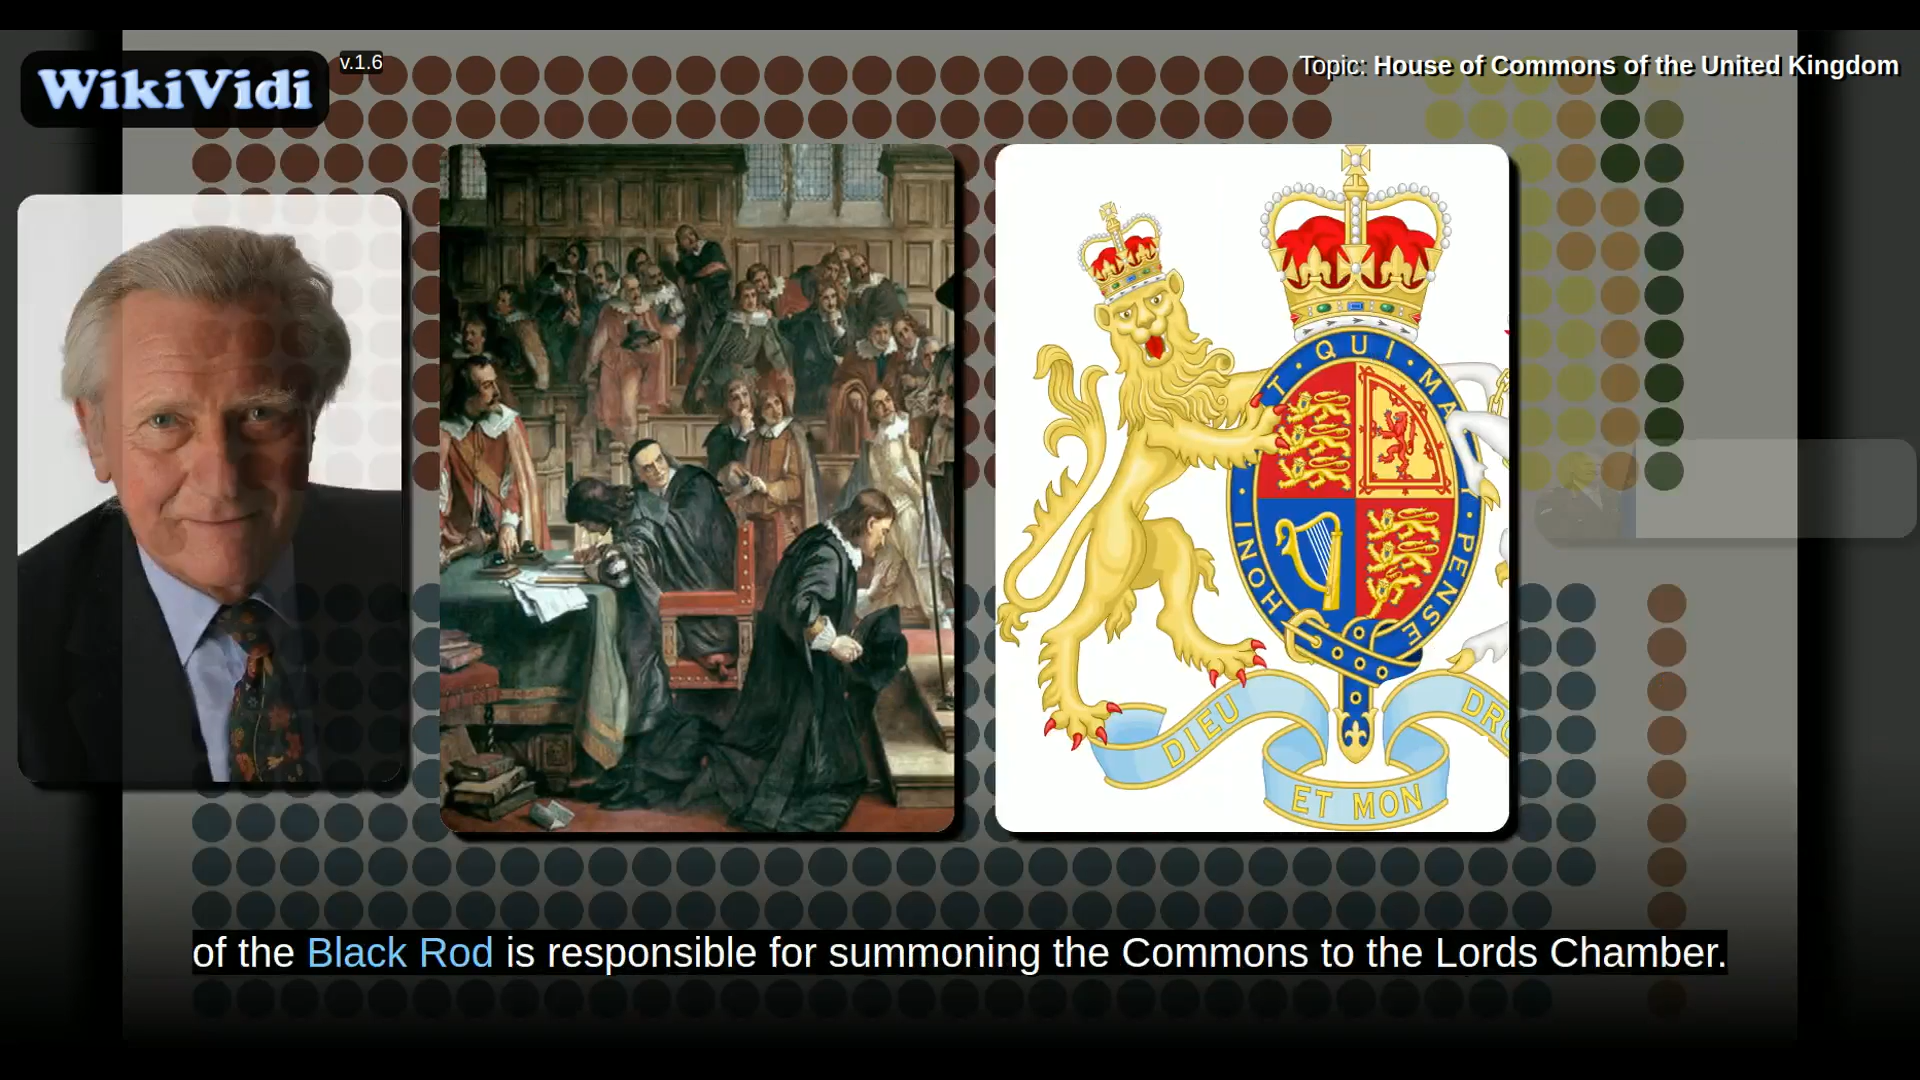 WikiVidi
v.1.6
Topic: House of Commons of the United Kingdom
T · QUI · MA
Y · PENSE
HONI ·
DIEU
ET MON
DRO
of the Black Rod is responsible for summoning the Commons to the Lords Chamber.